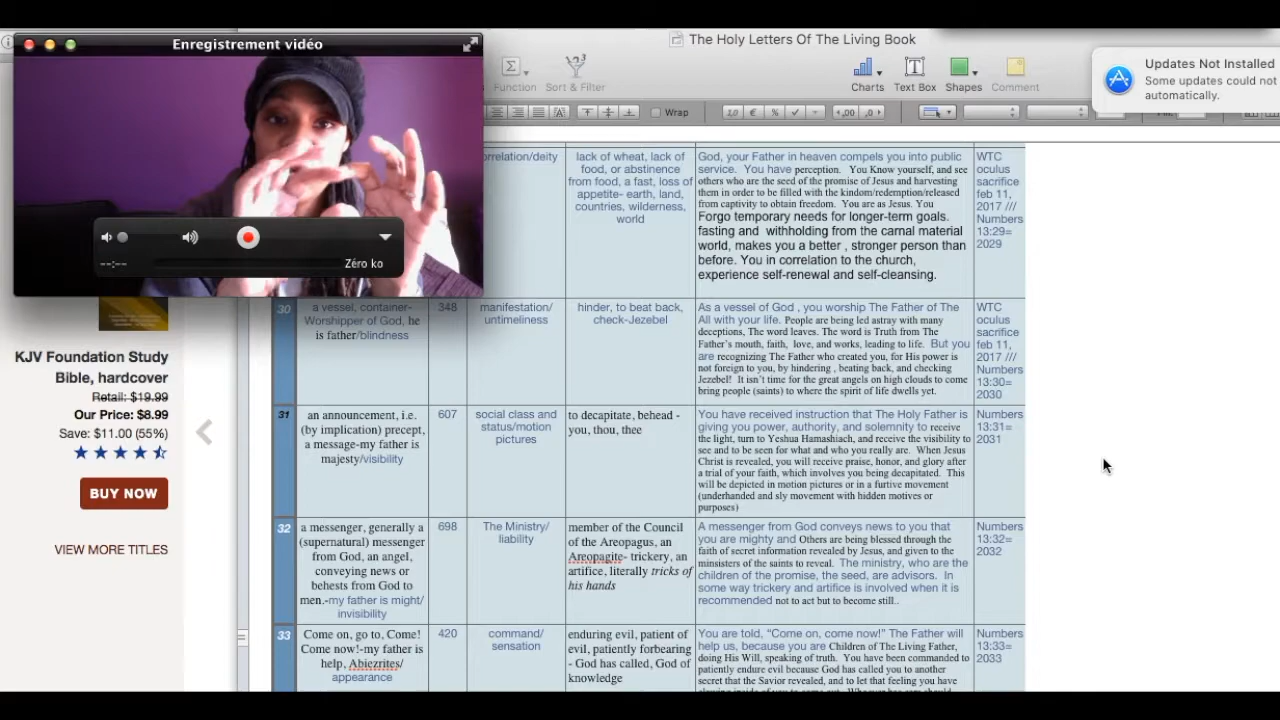 Enregistrement vidéo
Zéro ko
The Holy Letters Of The Living Book
Function
Sort & Filter
Charts
Text Box
Shapes
Comment
Updates Not Installed
Some updates could not
automatically.
Wrap
KJV Foundation Study
Bible, hardcover
Retail: $19.99
Our Price: $8.99
Save: $11.00 (55%)
BUY NOW
VIEW MORE TITLES
orrelation/deity
lack of wheat, lack of
food, or abstinence
from food, a fast, loss of
appetite- earth, land,
countries, wilderness,
world
God, your Father in heaven compels you into public
service. You have perception. You Know yourself, and see
others who are the seed of the promise of Jesus and harvesting
them in order to be filled with the kindom/redemption/released
from captivity to obtain freedom. You are as Jesus. You
Forgo temporary needs for longer-term goals.
fasting and withholding from the carnal material
world, makes you a better , stronger person than
before. You in correlation to the church,
experience self-renewal and self-cleansing.
WTC
oculus
sacrifice
feb 11,
2017 ///
Numbers
13:29=
2029
30
a vessel, container-
Worshipper of God, he
is father/blindness
348
manifestation/
untimeliness
hinder, to beat back,
check-Jezebel
As a vessel of God , you worship The Father of The
All with your life. People are being led astray with many
deceptions, The word leaves. The word is Truth from The
Father's mouth, faith, love, and works, leading to life. But you
are recognizing The Father who created you, for His power is
not foreign to you, by hindering , beating back, and checking
Jezebel! It isn't time for the great angels on high clouds to come
bring people (saints) to where the spirit of life dwells yet.
WTC
oculus
sacrifice
feb 11,
2017 ///
Numbers
13:30=
2030
31
an announcement, i.e.
(by implication) precept,
a message-my father is
majesty/visibility
607
social class and
status/motion
pictures
to decapitate, behead -
you, thou, thee
You have received instruction that The Holy Father is
giving you power, authority, and solemnity to receive
the light, turn to Yeshua Hamashiach, and receive the visibility to
see and to be seen for what and who you really are. When Jesus
Christ is revealed, you will receive praise, honor, and glory after
a trial of your faith, which involves you being decapitated. This
will be depicted in motion pictures or in a furtive movement
(underhanded and sly movement with hidden motives or
purposes)
Numbers
13:31=
2031
32
a messenger, generally a
(supernatural) messenger
from God, an angel,
conveying news or
behests from God to
men.-my father is might/
invisibility
698
The Ministry/
liability
member of the Council
of the Areopagus, an
Areopagite- trickery, an
artifice, literally tricks of
his hands
A messenger from God conveys news to you that
you are mighty and Others are being blessed through the
faith of secret information revealed by Jesus, and given to the
minsisters of the saints to reveal. The ministry, who are the
children of the promise, the seed, are advisors. In
some way trickery and artifice is involved when it is
recommended not to act but to become still..
Numbers
13:32=
2032
33
Come on, go to, Come!
Come now!-my father is
help, Abiezrites/
appearance
420
command/
sensation
enduring evil, patient of
evil, patiently forbearing
- God has called, God of
knowledge
You are told, "Come on, come now!" The Father will
help us, because you are Children of The Living Father,
doing His Will, speaking of truth. You have been commanded to
patiently endure evil because God has called you to another
secret that the Savior revealed, and to let that feeling you have
Numbers
13:33=
2033